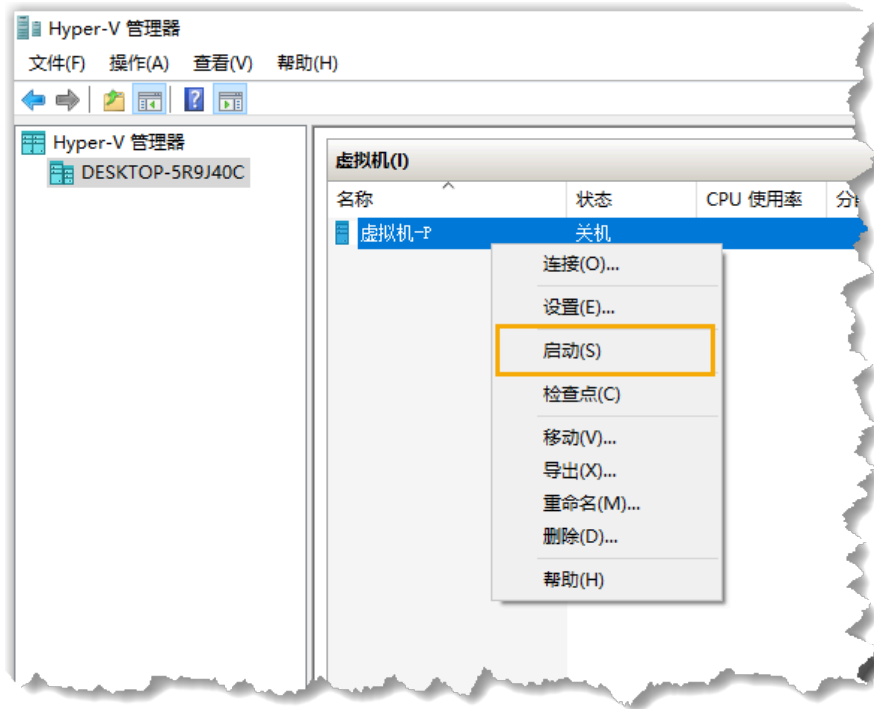 Hyper-V 管理器
文件(F) 操作(A) 查看(V) 帮助(H)
Hyper-V 管理器
DESKTOP-5R9J40C
虚拟机(I)
名称 状态 CPU 使用率
虚拟机-P 关机
连接(O)...
设置(E)...
启动(S)
检查点(C)
移动(V)...
导出(X)...
重命名(M)...
删除(D)...
帮助(H)